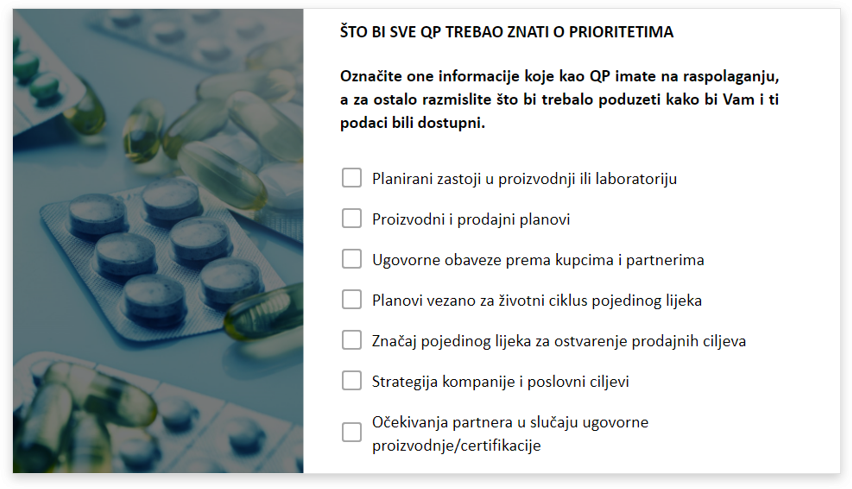 ŠTO BI SVE QP TREBAO ZNATI O PRIORITETIMA
Označite one informacije koje kao QP imate na raspolaganju,
a za ostalo razmislite što bi trebalo poduzeti kako bi Vam i ti
podaci bili dostupni.
Planirani zastoji u proizvodnji ili laboratoriju
Proizvodni i prodajni planovi
Ugovorne obaveze prema kupcima i partnerima
Planovi vezano za životni ciklus pojedinog lijeka
Značaj pojedinog lijeka za ostvarenje prodajnih ciljeva
Strategija kompanije i poslovni ciljevi
Očekivanja partnera u slučaju ugovorne
proizvodnje/certifikacije